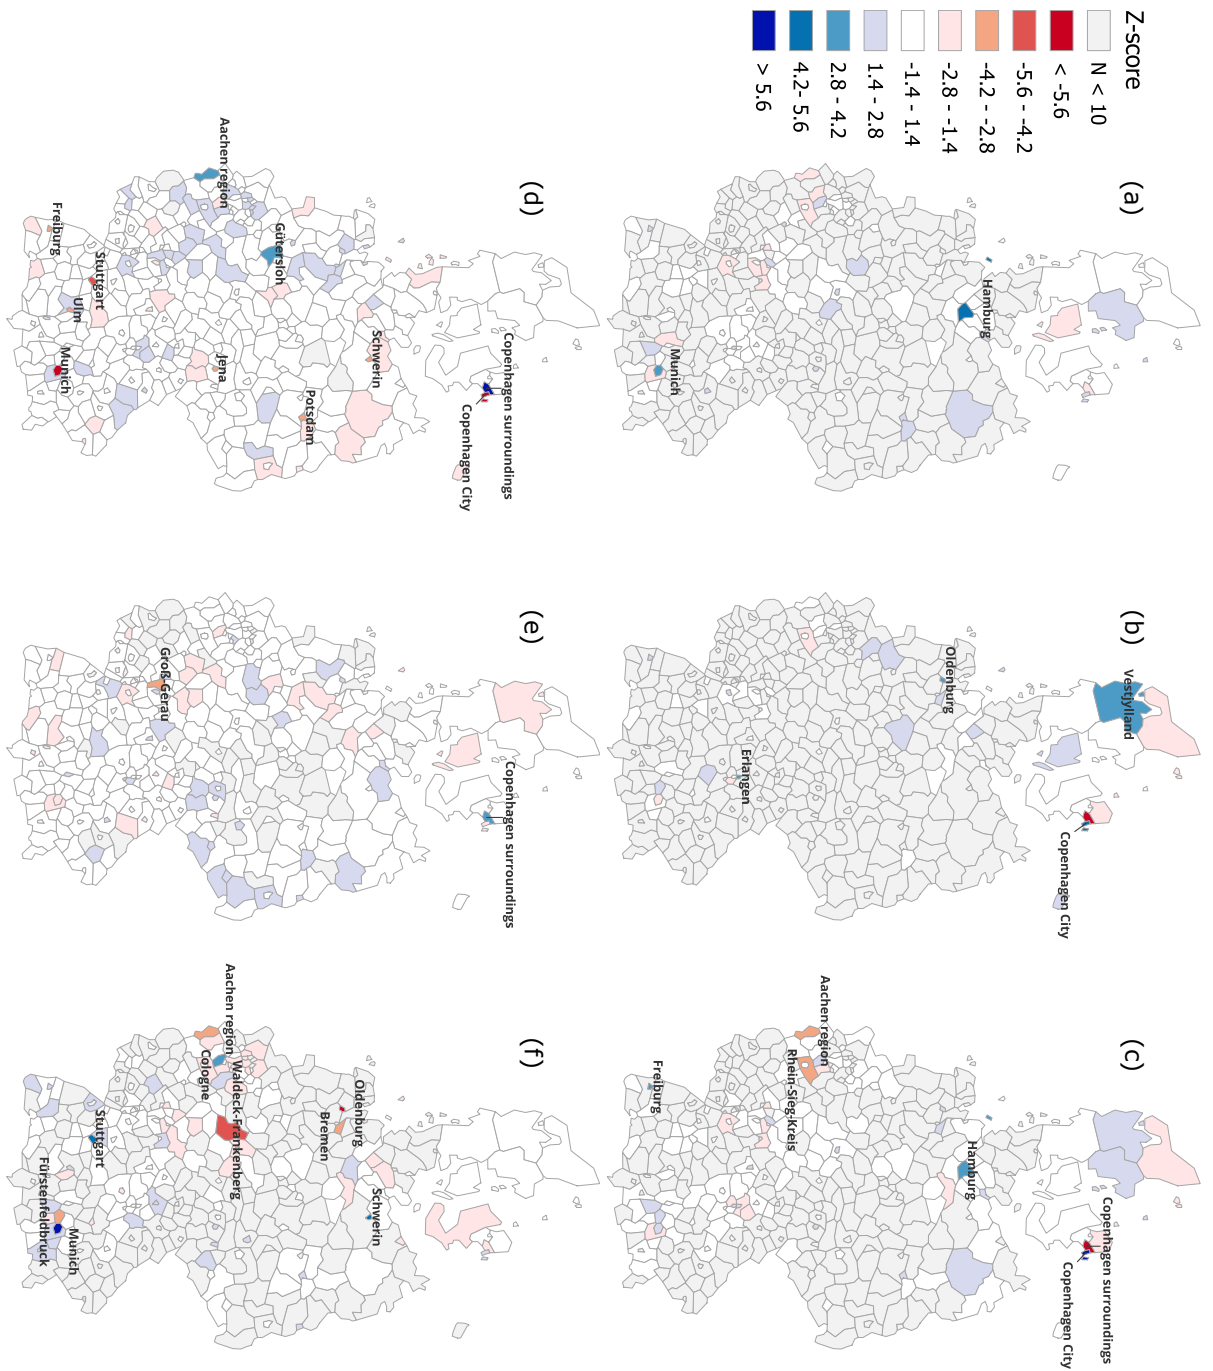 Z-score
N < 10
< -5.6
-5.6 - -4.2
-4.2 - -2.8
-2.8 - -1.4
-1.4 - 1.4
1.4 - 2.8
2.8 - 4.2
4.2- 5.6
> 5.6
(a)
Hamburg
Munich
(b)
Vestjylland
Oldenburg
Erlangen
Copenhagen City
(c)
Aachen region
Rhein-Sieg-Kreis
Freiburg
Hamburg
Copenhagen surroundings
Copenhagen City
(d)
Aachen region
Gütersloh
Freiburg
Stuttgart
Ulm
Munich
Jena
Schwerin
Potsdam
Copenhagen surroundings
Copenhagen City
(e)
Groß-Gerau
Copenhagen surroundings
(f)
Aachen region
Cologne
Waldeck-Frankenberg
Oldenburg
Bremen
Stuttgart
Schwerin
Fürstenfeldbruck
Munich